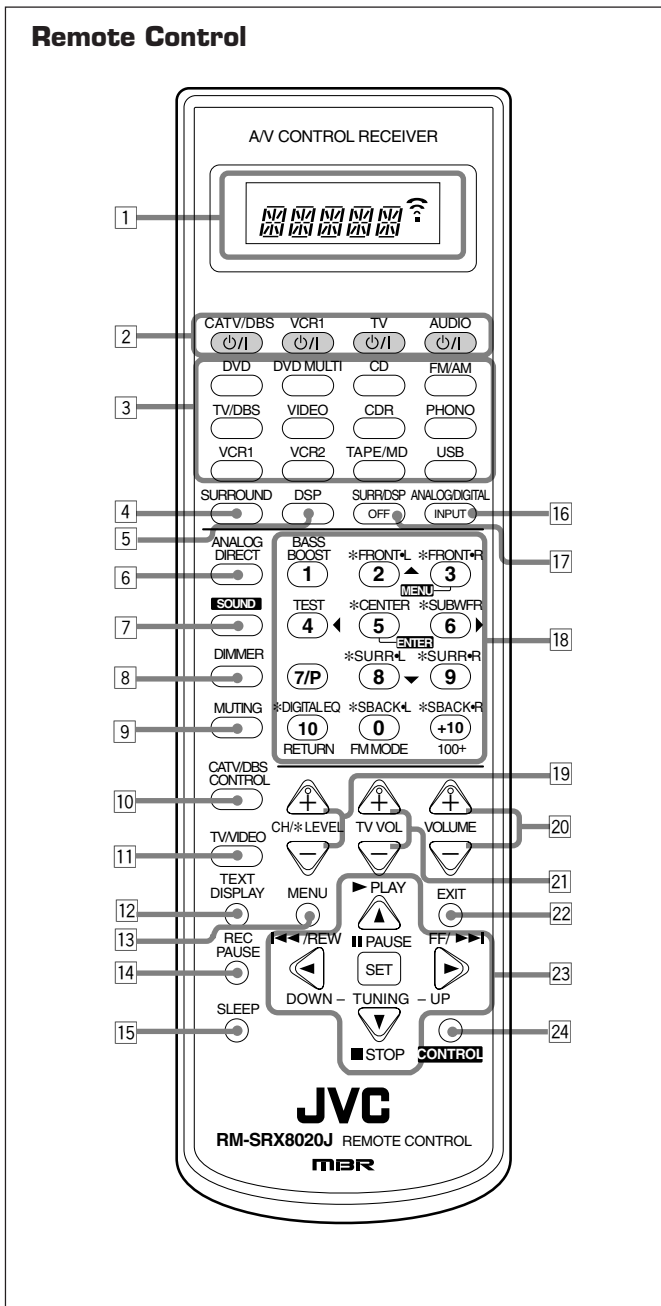 Remote Control
A/V CONTROL RECEIVER
1
2
CATV/DBS VCR1 TV AUDIO
⏻/I ⏻/I ⏻/I ⏻/I
3
DVD DVD MULTI CD FM/AM
TV/DBS VIDEO CDR PHONO
VCR1 VCR2 TAPE/MD USB
4
SURROUND DSP SURR/DSP ANALOG/DIGITAL
OFF INPUT
16
5
17
6
ANALOG
DIRECT
BASS
BOOST *FRONT•L *FRONT•R
1 2 ▲ 3
MENU
7
SOUND
TEST *CENTER *SUBWFR
4 ◀ 5 6 ▶
ENTER
18
8
DIMMER
*SURR•L *SURR•R
7/P 8 ▼ 9
9
MUTING
*DIGITAL EQ *SBACK•L *SBACK•R
10 0 +10
RETURN FM MODE 100+
10
CATV/DBS
CONTROL
19
+ + +
CH/* LEVEL TV VOL VOLUME
– – –
20
11
TV/VIDEO
21
12
TEXT
DISPLAY
13
MENU
► PLAY
EXIT
22
14
REC
PAUSE
|◄◄ /REW ❚❚ PAUSE FF/ ►►|
SET
23
DOWN – TUNING – UP
15
SLEEP
■ STOP
CONTROL
24
JVC
RM-SRX8020J REMOTE CONTROL
MBR